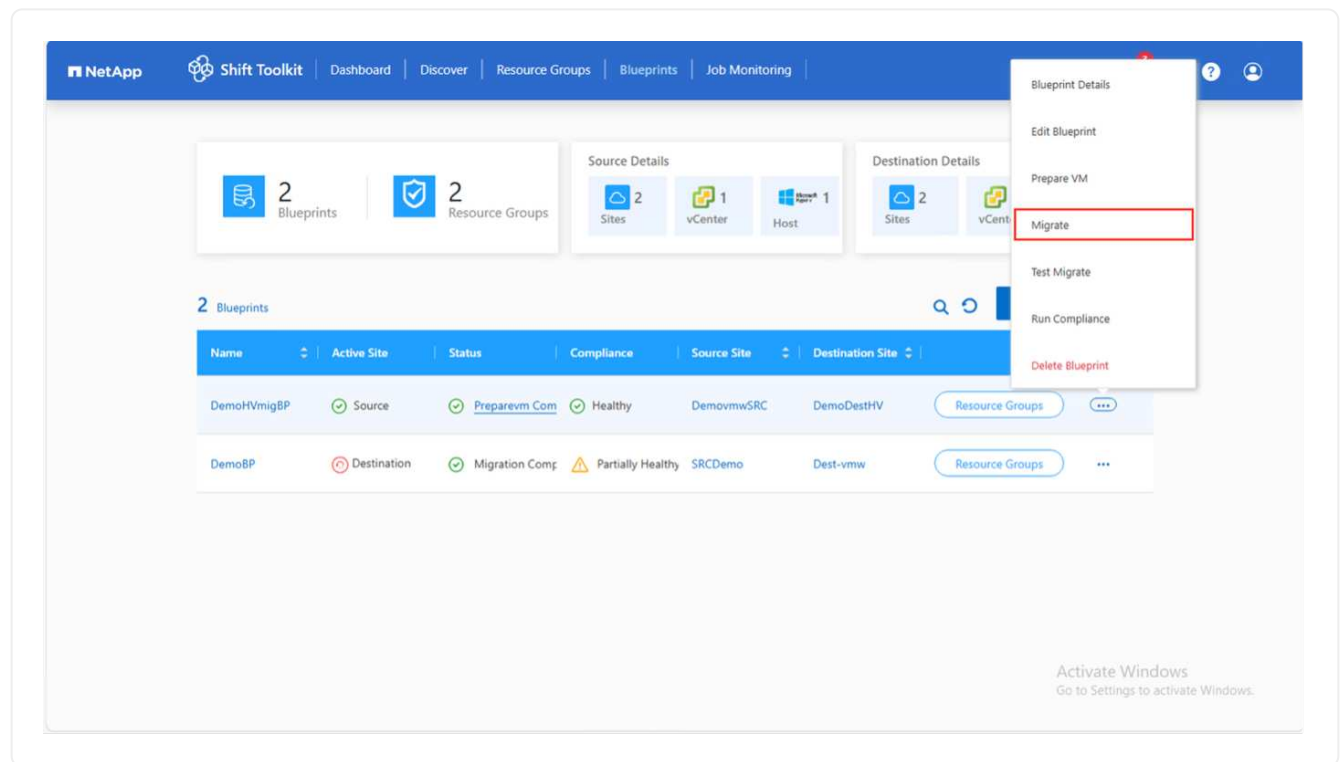 NetApp Shift Toolkit Dashboard Discover Resource Groups Blueprints Job Monitoring ?
Blueprint Details
Edit Blueprint
Prepare VM
Migrate
Test Migrate
Run Compliance
Delete Blueprint
2
Blueprints
2
Resource Groups
Source Details
2
Sites
1
vCenter
Microsoft 1
Host
Destination Details
2
Sites
vCent
2 Blueprints
Name Active Site Status Compliance Source Site Destination Site
DemoHVmigBP Source Preparevm Com Healthy DemovmwSRC DemoDestHV Resource Groups ...
DemoBP Destination Migration Comp Partially Healthy SRCDemo Dest-vmw Resource Groups ...
Activate Windows
Go to Settings to activate Windows.